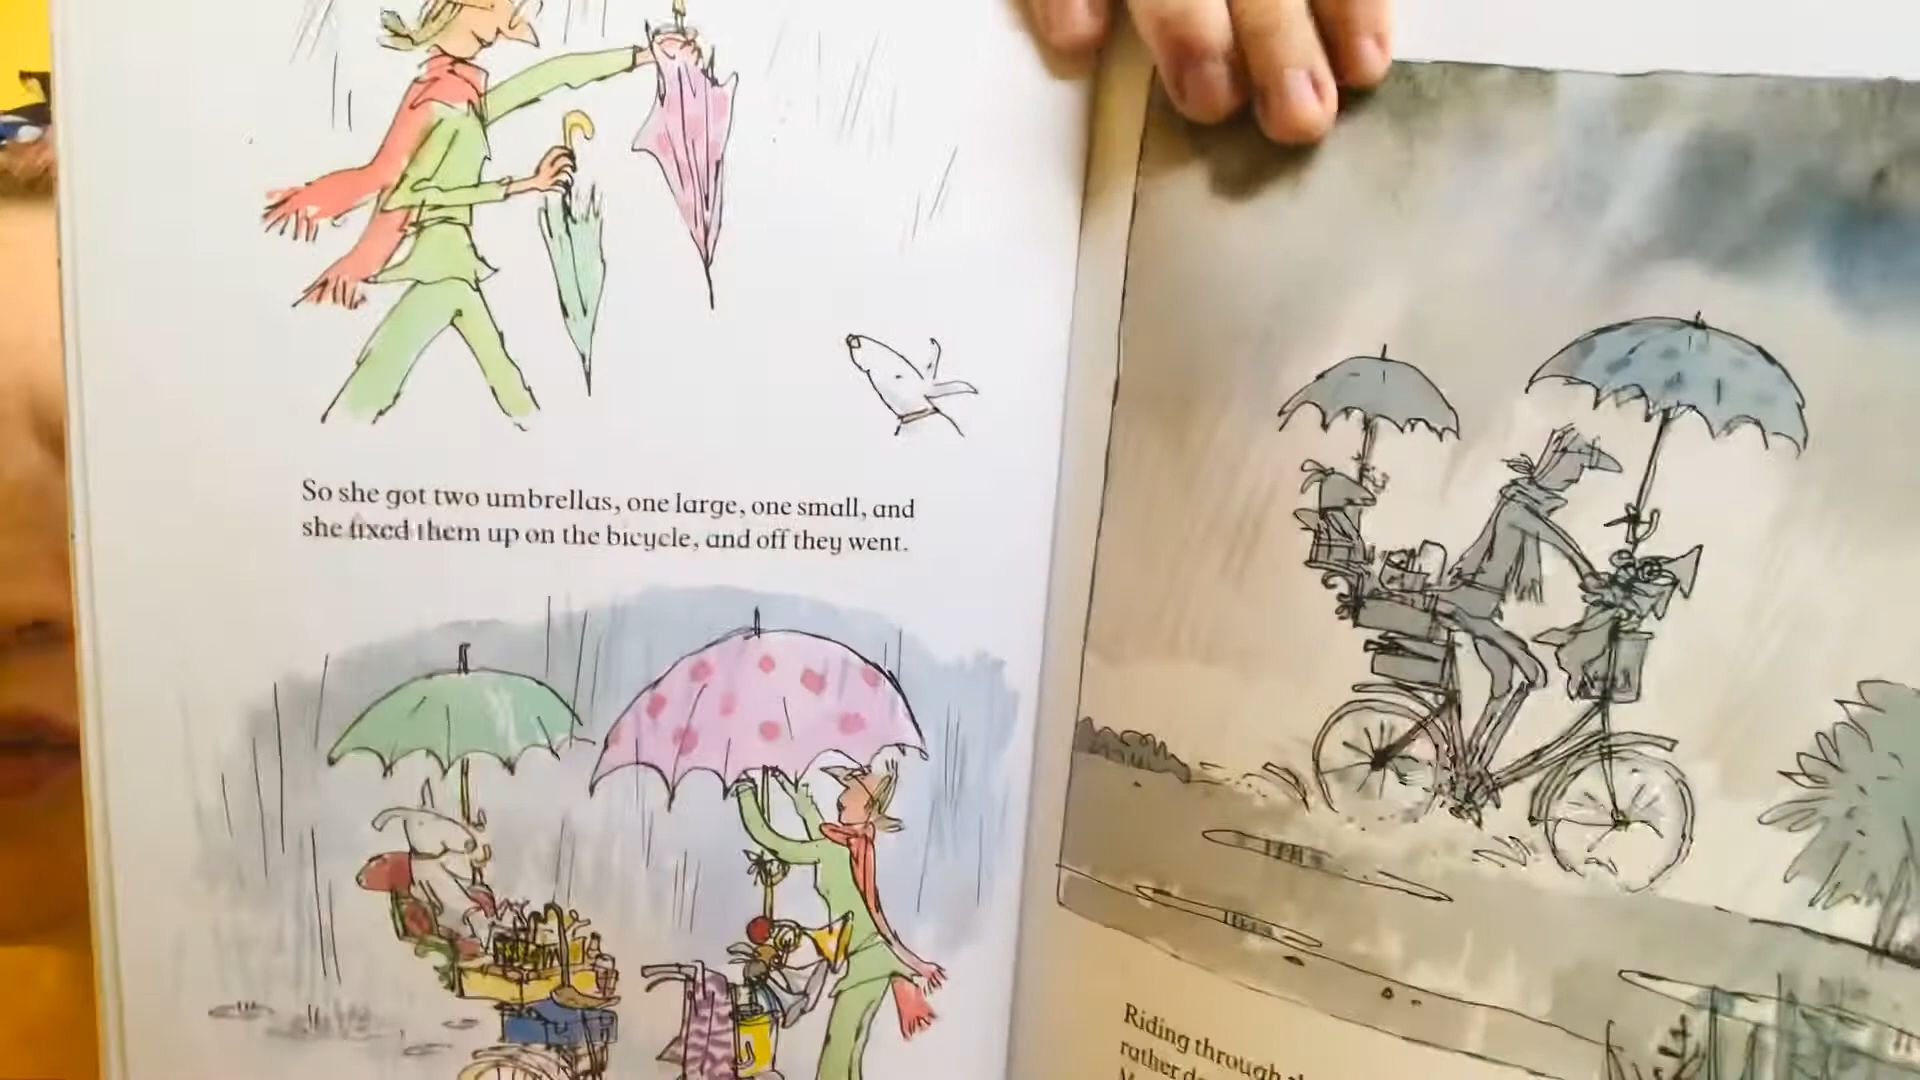 So she got two umbrellas, one large, one small, and
she fixed them up on the bicycle, and off they went.
Riding through
rather